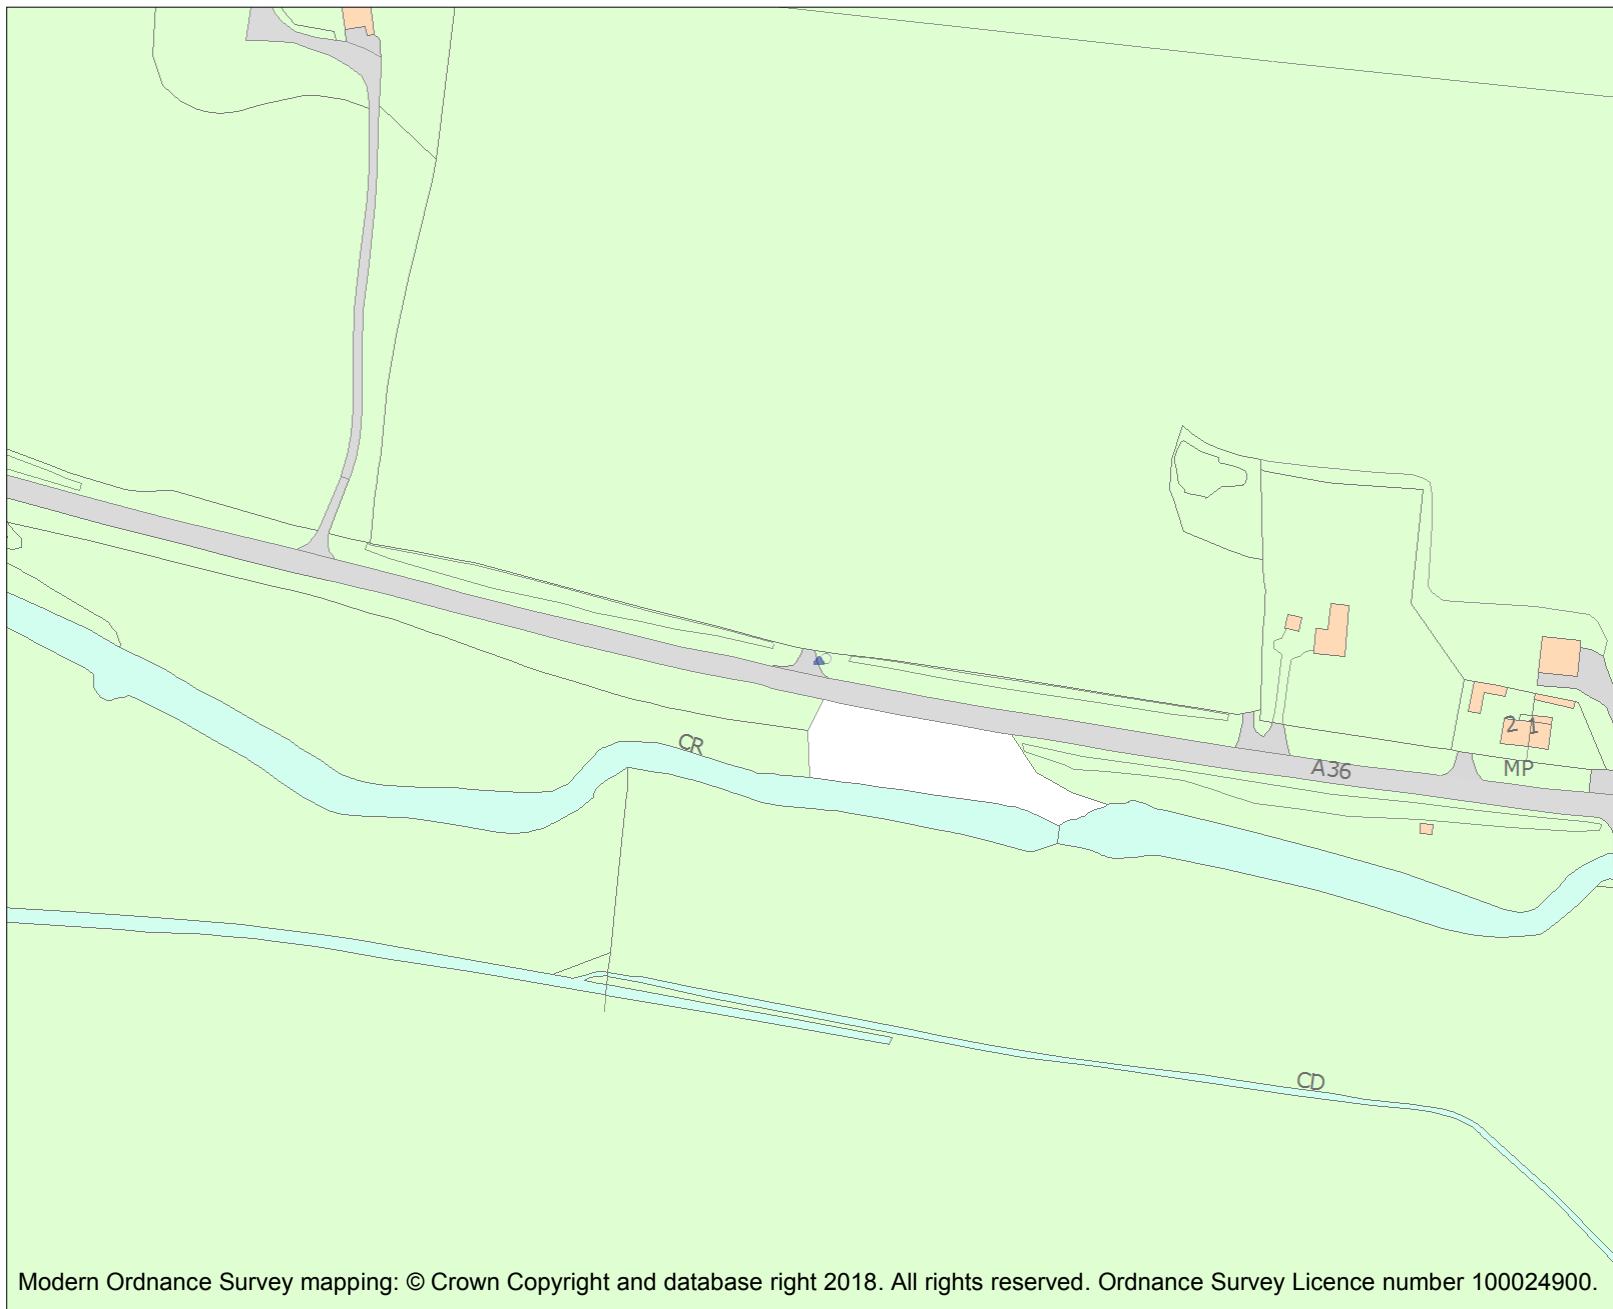 CR
2 1
A36
MP
CD
Modern Ordnance Survey mapping: © Crown Copyright and database right 2018. All rights reserved. Ordnance Survey Licence number 100024900.